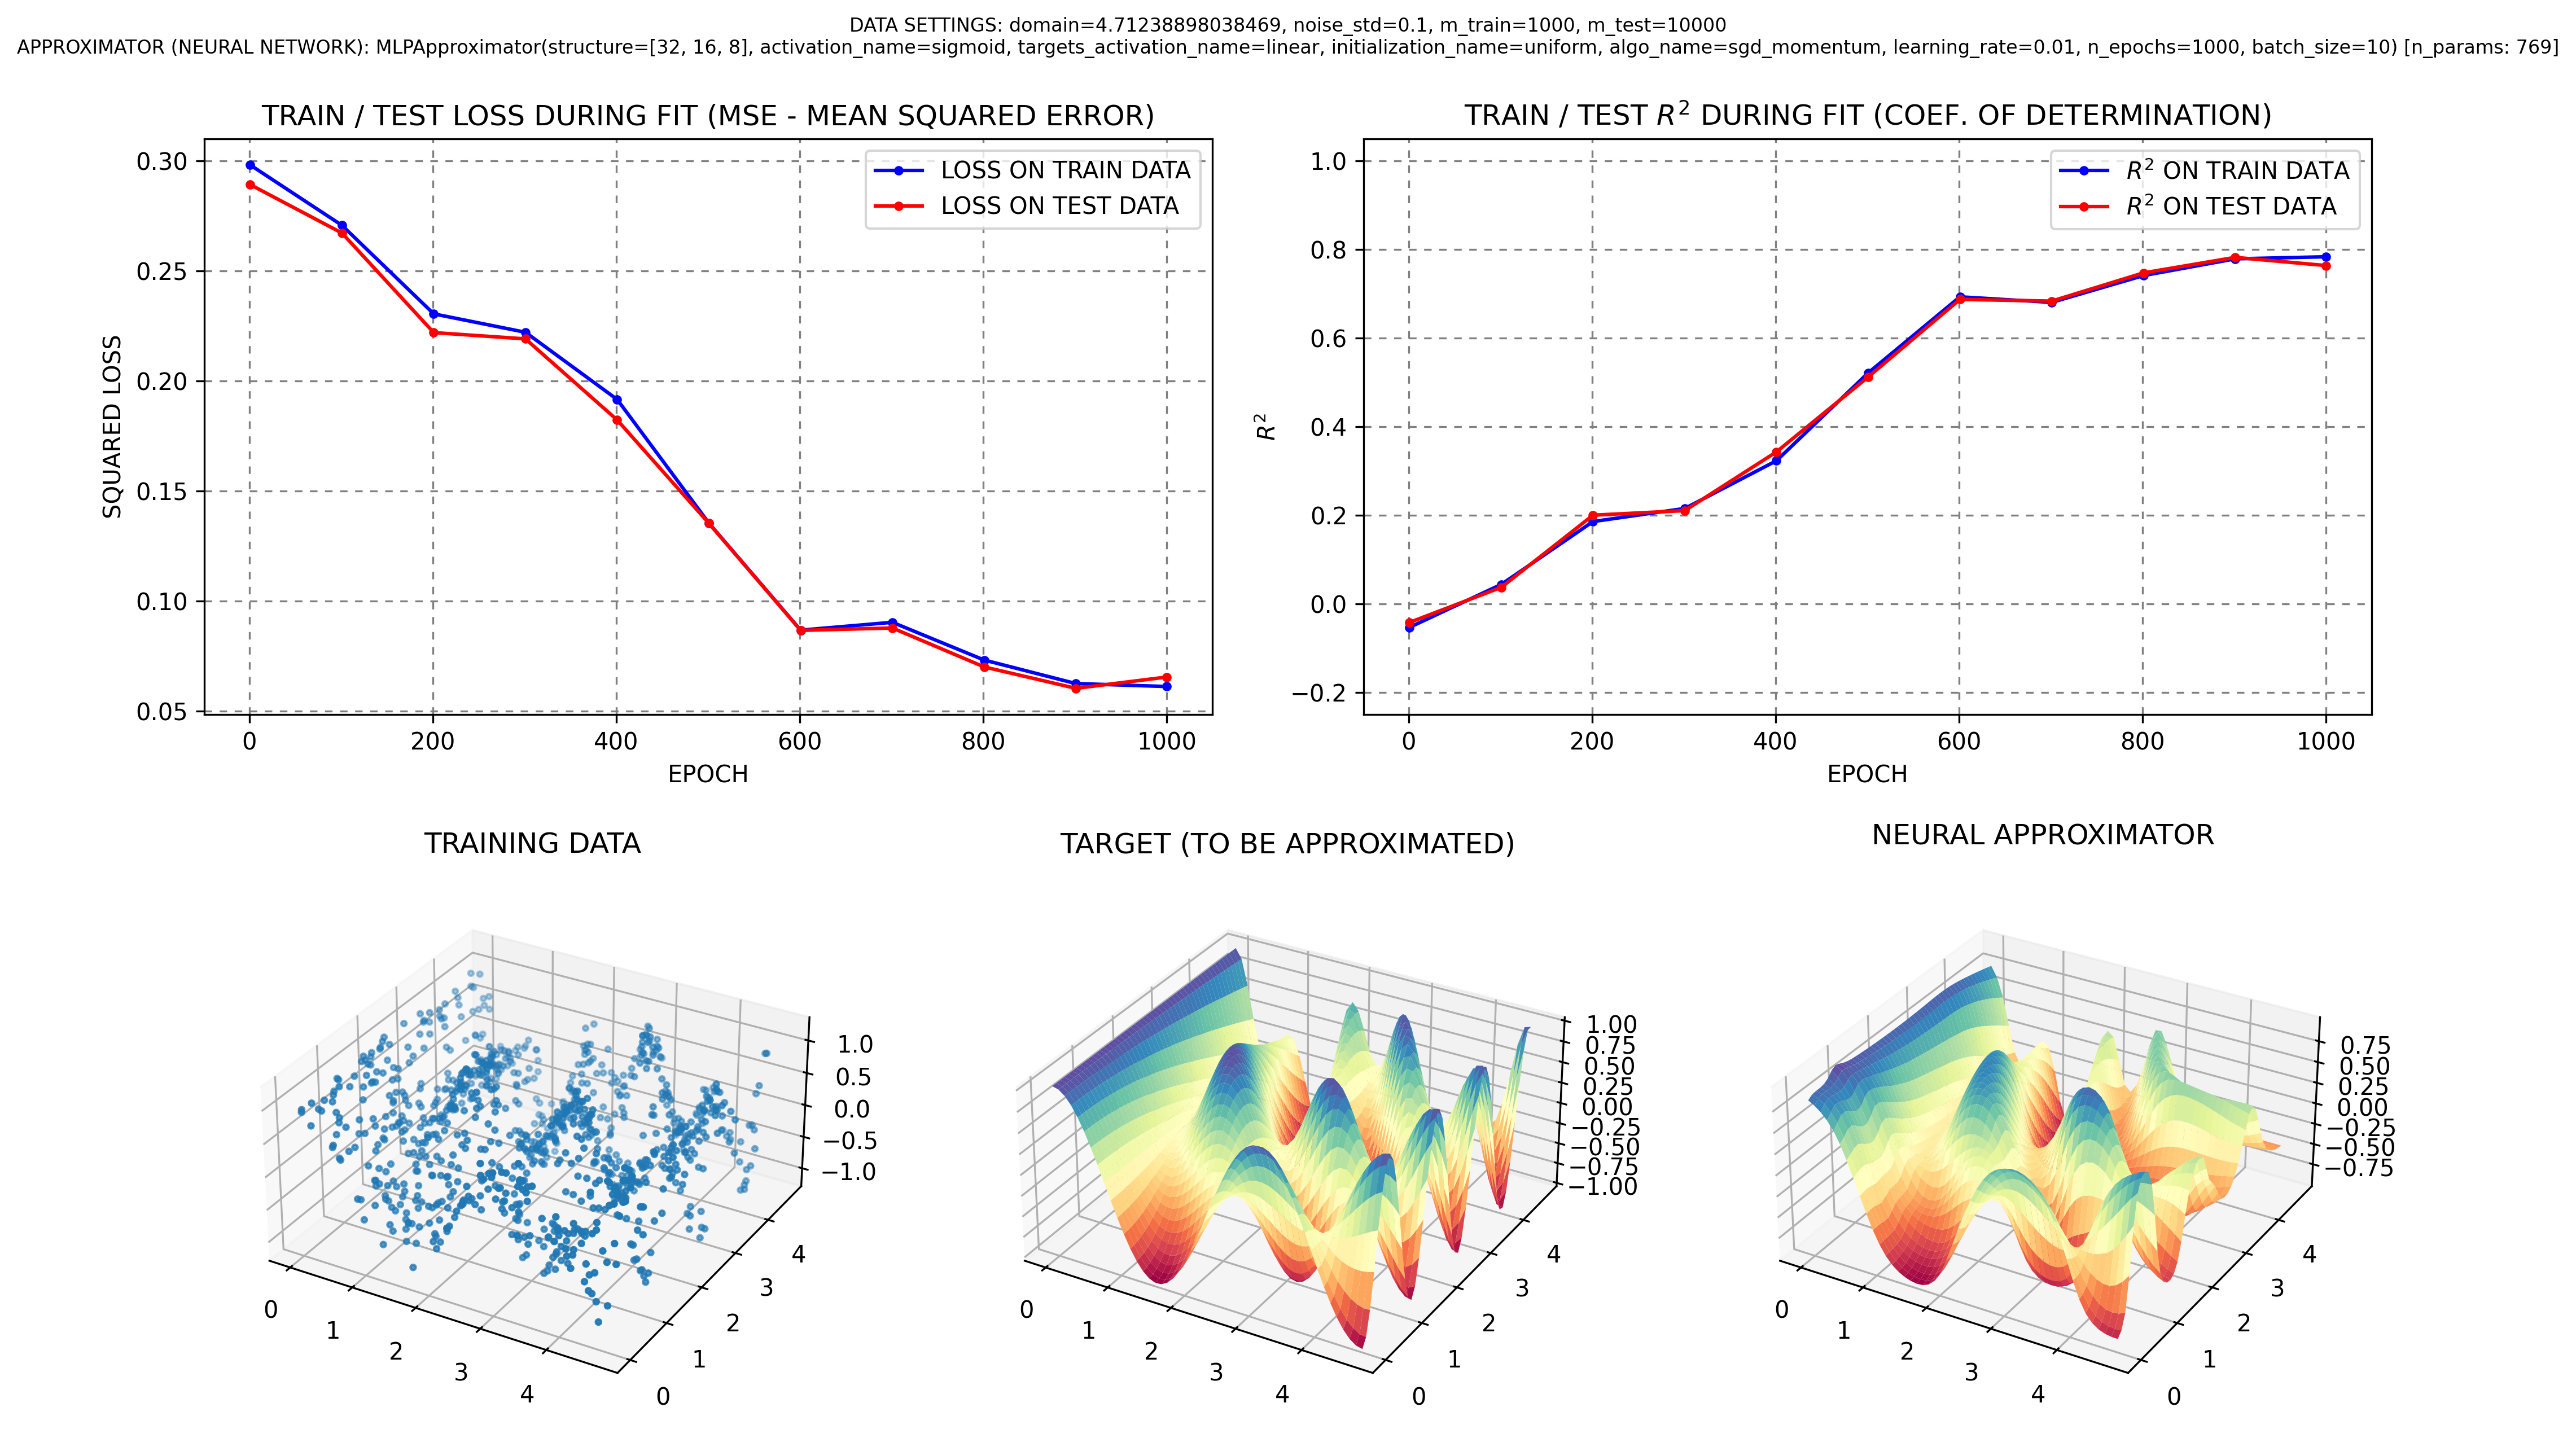 DATA SETTINGS: domain=4.71238898038469, noise_std=0.1, m_train=1000, m_test=10000
APPROXIMATOR (NEURAL NETWORK): MLPApproximator(structure=[32, 16, 8], activation_name=sigmoid, targets_activation_name=linear, initialization_name=uniform, algo_name=sgd_momentum, learning_rate=0.01, n_epochs=1000, batch_size=10) [n_params: 769]
TRAIN / TEST LOSS DURING FIT (MSE - MEAN SQUARED ERROR)
0.30
0.25
0.20
0.15
0.10
0.05
SQUARED LOSS
LOSS ON TRAIN DATA
LOSS ON TEST DATA
0 200 400 600 800 1000
EPOCH
TRAIN / TEST R² DURING FIT (COEF. OF DETERMINATION)
1.0
0.8
0.6
0.4
0.2
0.0
−0.2
R²
R² ON TRAIN DATA
R² ON TEST DATA
0 200 400 600 800 1000
EPOCH
TRAINING DATA
1.0
0.5
0.0
−0.5
−1.0
0 1 2 3 4
0 1 2 3 4
TARGET (TO BE APPROXIMATED)
1.00
0.75
0.50
0.25
0.00
−0.25
−0.50
−0.75
−1.00
0 1 2 3 4
0 1 2 3 4
NEURAL APPROXIMATOR
0.75
0.50
0.25
0.00
−0.25
−0.50
−0.75
0 1 2 3 4
0 1 2 3 4